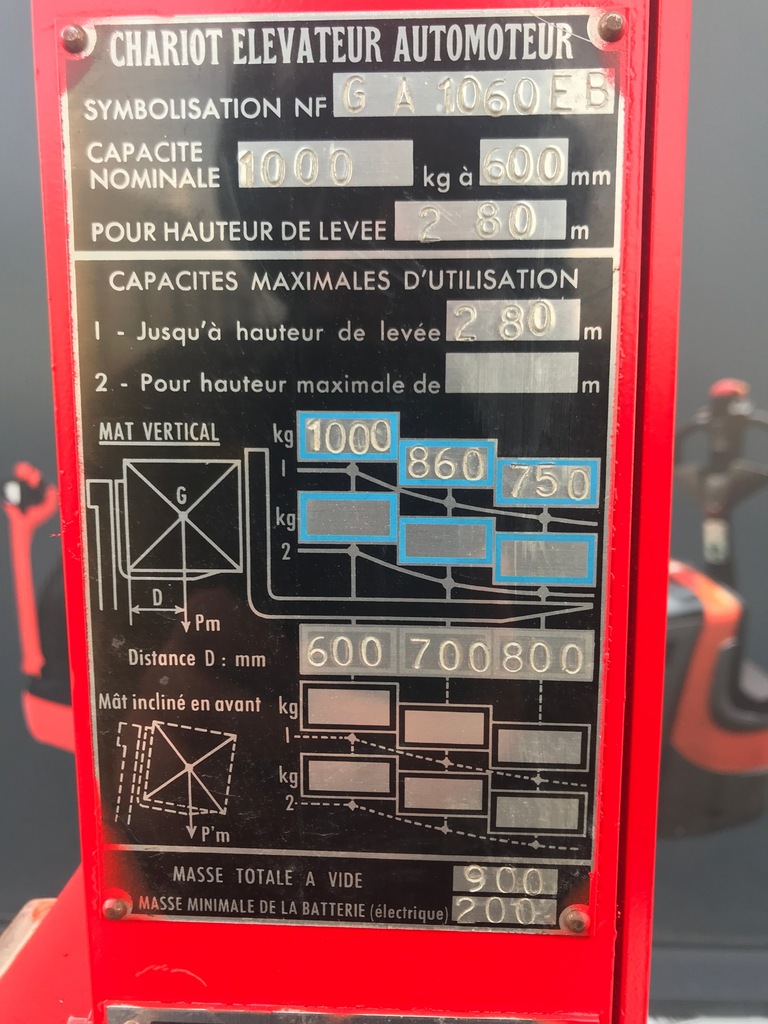 CHARIOT ELEVATEUR AUTOMOTEUR
SYMBOLISATION NF G A 1060 E B
CAPACITE NOMINALE 1000 kg à 600 mm
POUR HAUTEUR DE LEVEE 2 80 m
CAPACITES MAXIMALES D'UTILISATION
1 - Jusqu'à hauteur de levée 2 80 m
2 - Pour hauteur maximale de m
MAT VERTICAL
kg 1000 860 750
1
G
kg
2
D
Pm
Distance D : mm 600 700 800
Mât incliné en avant
kg
1
kg
2
P'm
MASSE TOTALE A VIDE 900
MASSE MINIMALE DE LA BATTERIE (électrique) 200